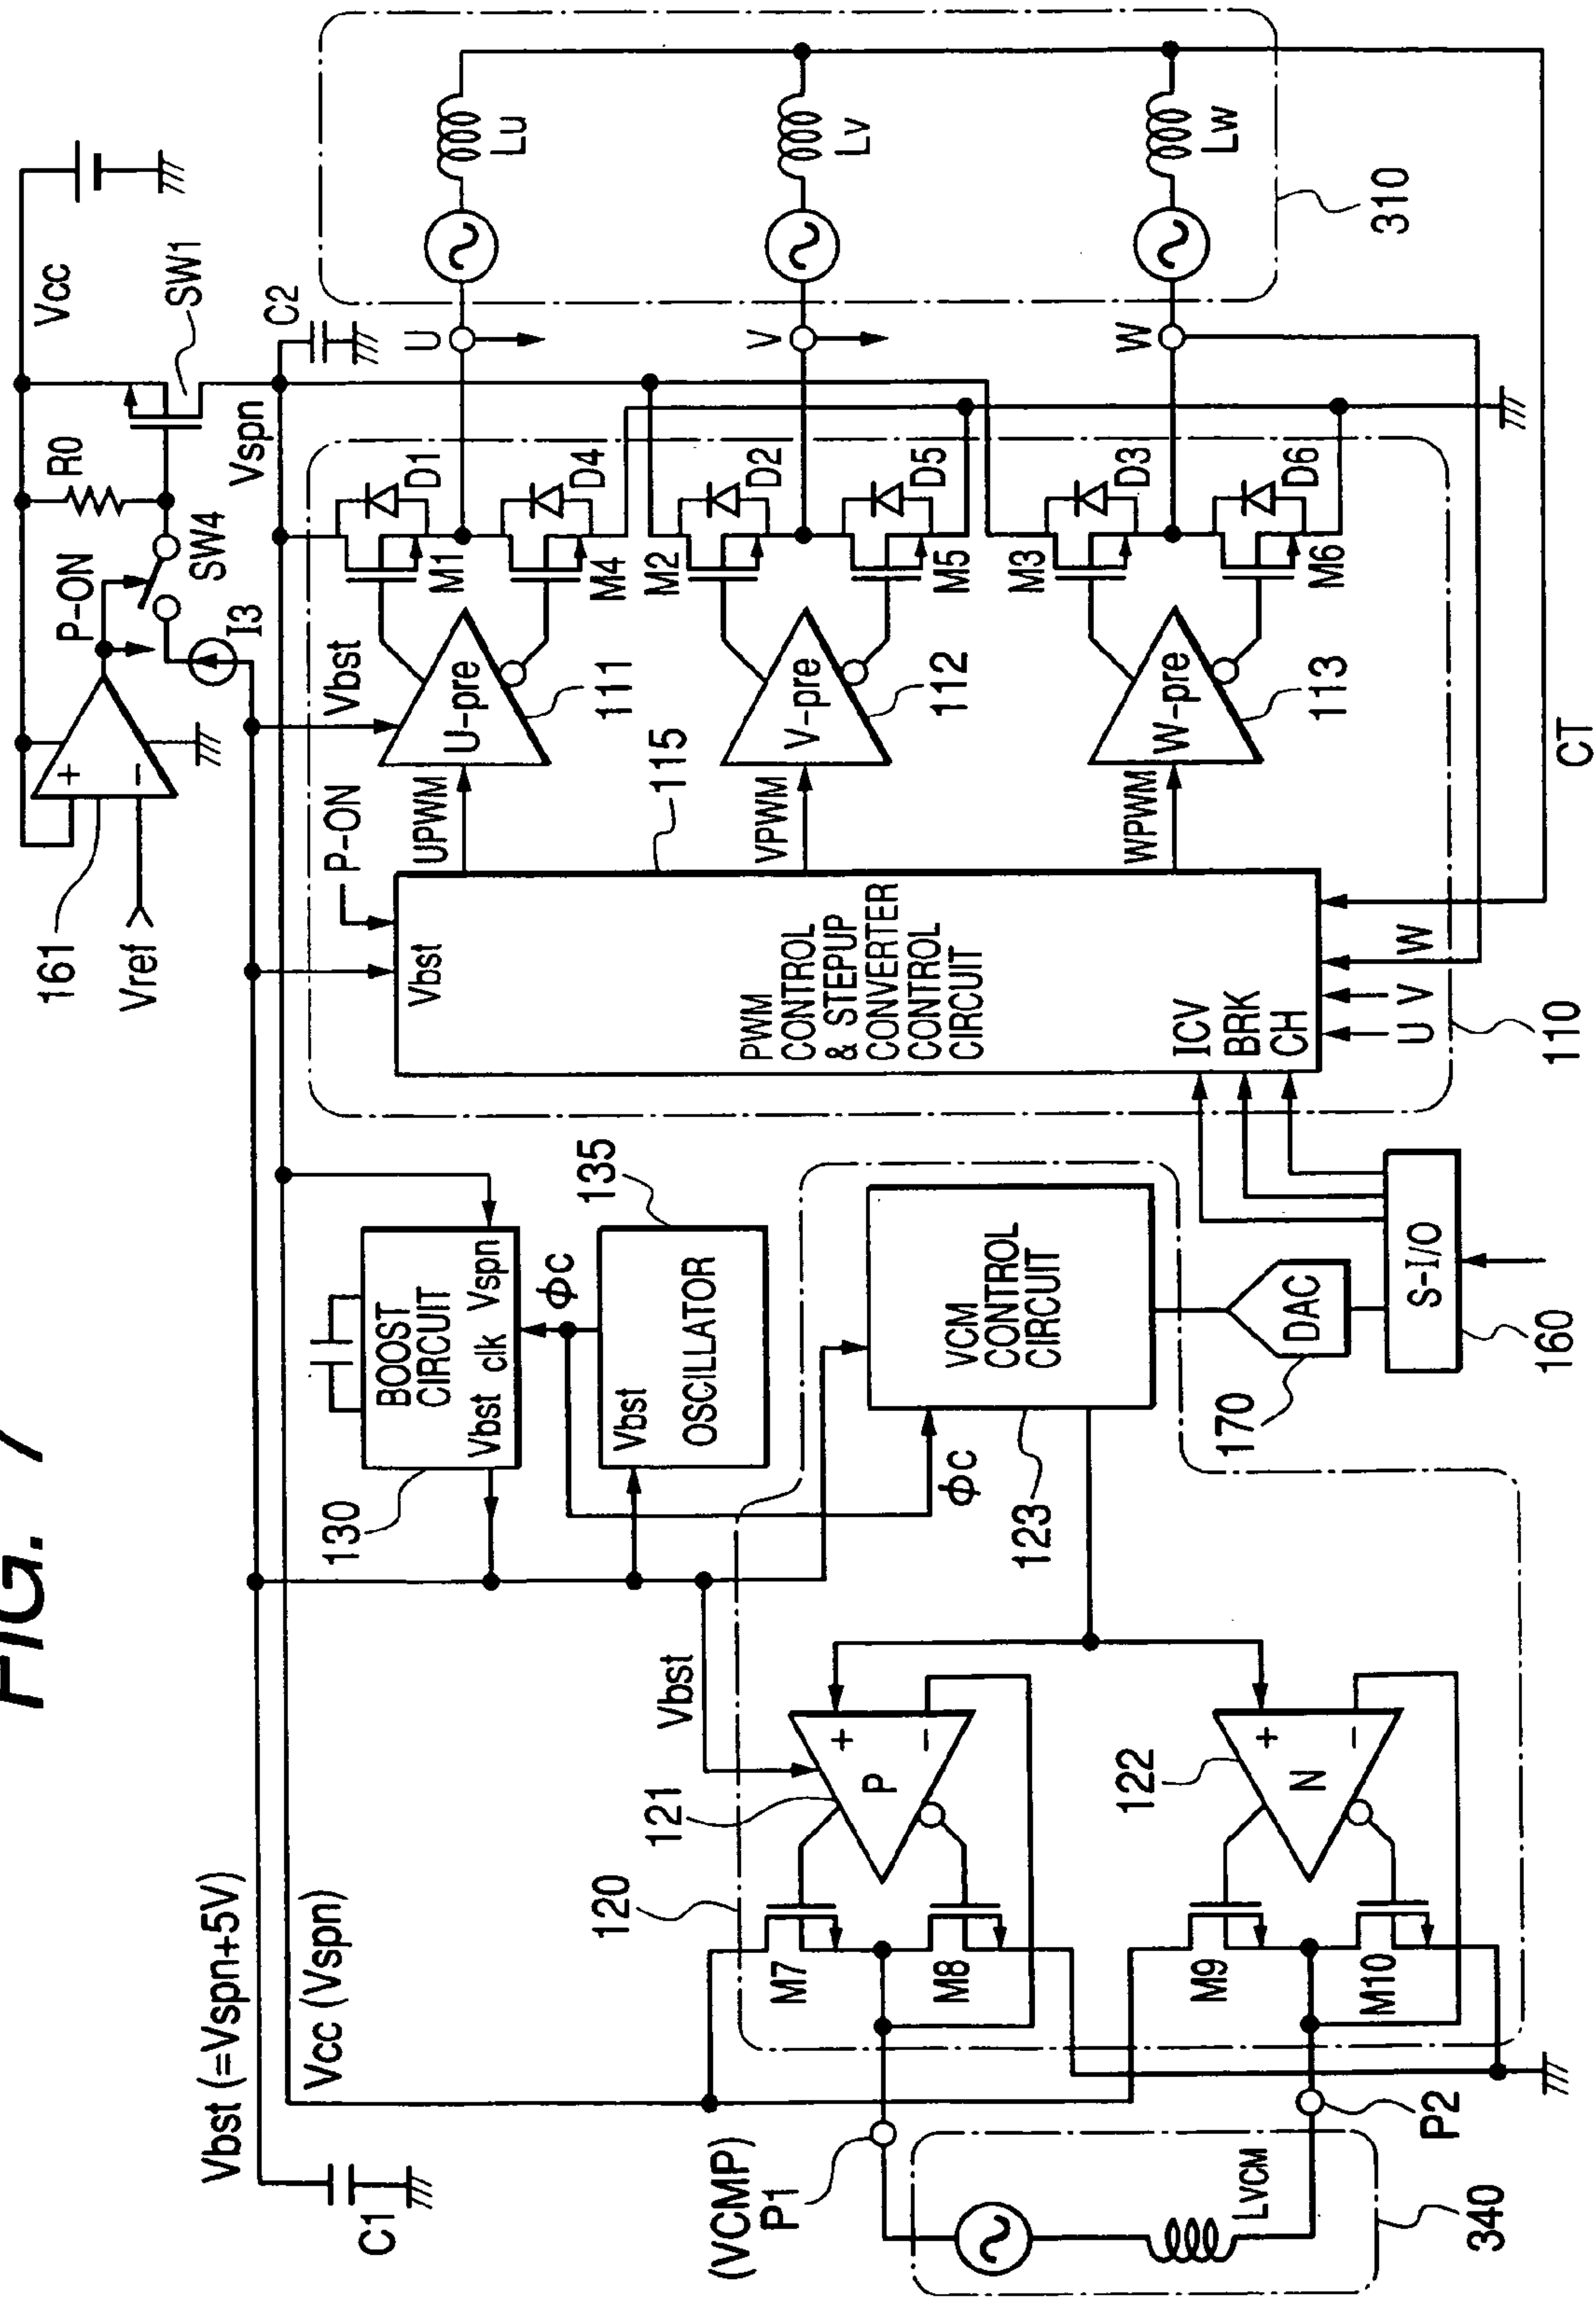 FIG. 7
Vcc
SW1
R0
P-ON
SW4
I3
161
Vref
Vspn
C2
Vbst
P-ON
Vbst (=Vspn+5V)
Vcc (Vspn)
C1
130
BOOST
CIRCUIT
Vbst clk Vspn
ΦC
135
Vbst
OSCILLATOR
ΦC
VCM
CONTROL
CIRCUIT
123
DAC
170
S-I/O
160
Vbst
PWM
CONTROL
& STEPUP
CONVERTER
CONTROL
CIRCUIT
ICV
BRK
CH
115
UPWM
VPWM
WPWM
U-pre
111
V-pre
112
W-pre
113
M1
D1
M4
D4
M2
D2
M5
D5
M3
D3
M6
D6
U
V
W
Lu
Lv
Lw
310
U
V
W
CT
110
Vbst
121
120
+
P
−
M7
M8
122
+
N
−
M9
M10
(VCMP)
P1
P2
LVCM
340
+
−